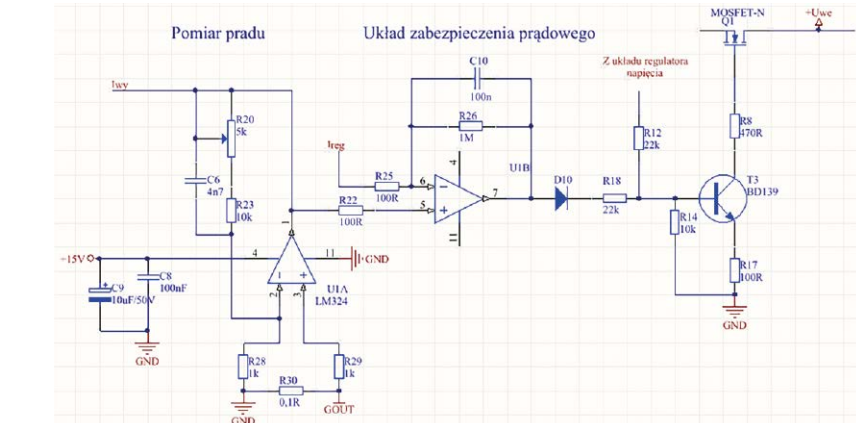 MOSFET-N
+Uwe
Q1
Pomiar pradu
Układ zabezpieczenia prądowego
C10
Z układu regulatora
napięcia
Iwy
100n
R20
5k
R26
1M
R8
470R
Ireg
R12
22k
4
U1B
R25
6
7
D10
R18
T3
BD139
C6
4n7
100R
R22
5
R23
10k
100R
22k
R14
10k
1
11
+15V
4
11
GND
R17
100R
C8
100nF
C9
10uF/50V
U1A
LM324
2
3
GND
GND
R28
1k
R29
1k
R30
0,1R
GND
GOUT